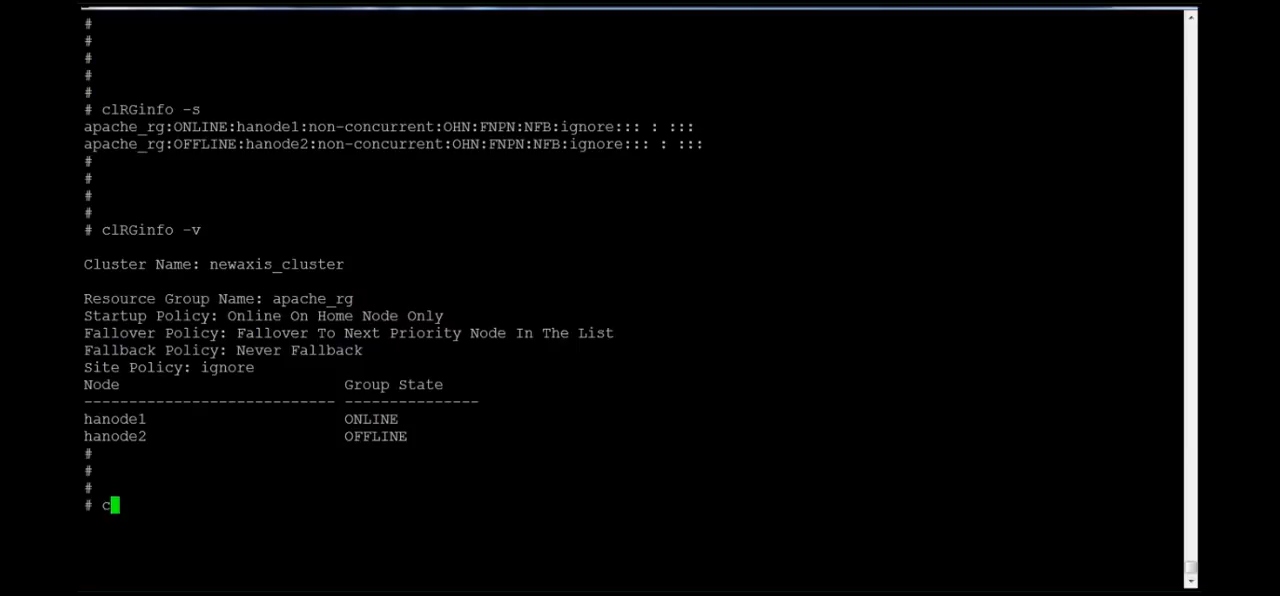 #
#
#
#
#
# clRGinfo -s
apache_rg:ONLINE:hanode1:non-concurrent:OHN:FNPN:NFB:ignore::: : :::
apache_rg:OFFLINE:hanode2:non-concurrent:OHN:FNPN:NFB:ignore::: : :::
#
#
#
#
# clRGinfo -v
Cluster Name: newaxis_cluster
Resource Group Name: apache_rg
Startup Policy: Online On Home Node Only
Fallover Policy: Fallover To Next Priority Node In The List
Fallback Policy: Never Fallback
Site Policy: ignore
Node                         Group State
---------------------------- ---------------
hanode1                      ONLINE
hanode2                      OFFLINE
#
#
#
# c